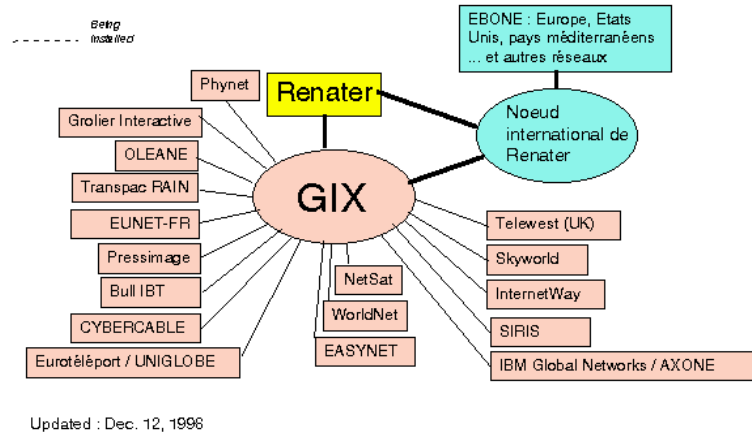 Being
Installed
EBONE : Europe, Etats
Unis, pays méditerranéens
... et autres réseaux
Phynet
Renater
Noeud
international de
Renater
Grolier Interactive
OLEANE
Transpac RAIN
GIX
EUNET-FR
Telewest (UK)
Pressimage
Skyworld
NetSat
Bull IBT
InternetWay
WorldNet
CYBERCABLE
SIRIS
EASYNET
Eurotéléport / UNIGLOBE
IBM Global Networks / AXONE
Updated : Dec. 12, 1996